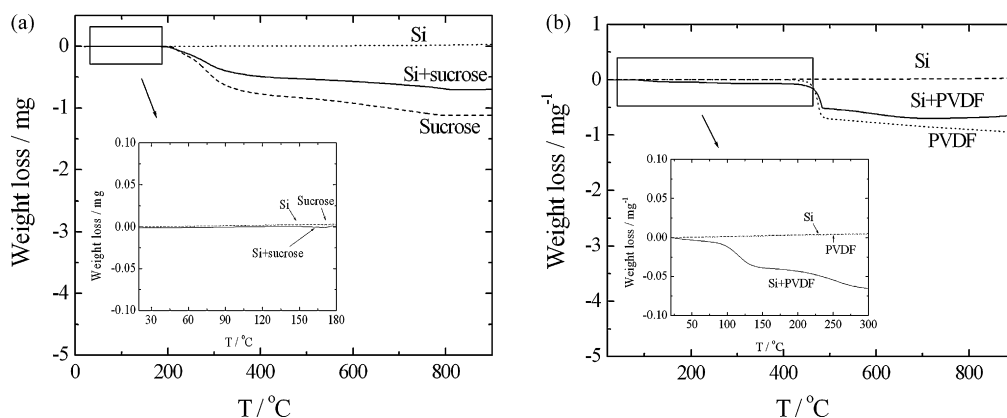 (a)
Si
Si+sucrose
Sucrose
Weight loss / mg
0
-1
-2
-3
-4
-5
0 200 400 600 800
T / °C
0.10
0.05
0.00
-0.05
-0.10
Weight loss / mg
Si
Sucrose
Si+sucrose
30 60 90 120 150 180
T / °C
(b)
Si
Si+PVDF
PVDF
Weight loss / mg⁻¹
1
0
-1
-2
-3
-4
-5
200 400 600 800
T / °C
0.10
0.05
0.00
-0.05
-0.10
Weight loss / mg⁻¹
Si
PVDF
Si+PVDF
50 100 150 200 250 300
T / °C